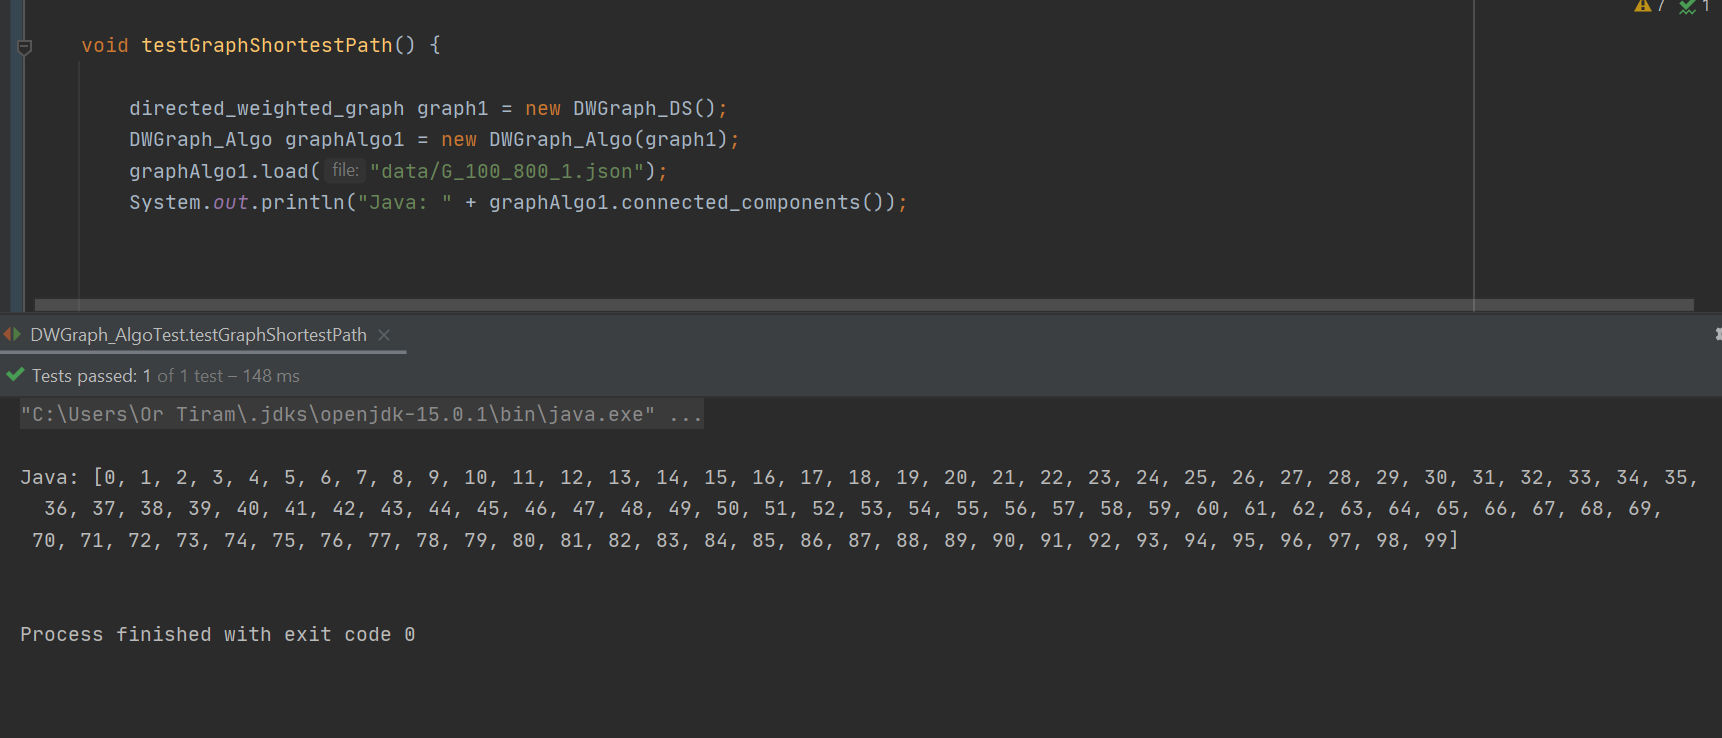 7 1
void testGraphShortestPath() {
directed_weighted_graph graph1 = new DWGraph_DS();
DWGraph_Algo graphAlgo1 = new DWGraph_Algo(graph1);
graphAlgo1.load( file: "data/G_100_800_1.json");
System.out.println("Java: " + graphAlgo1.connected_components());
DWGraph_AlgoTest.testGraphShortestPath
Tests passed: 1 of 1 test – 148 ms
"C:\Users\Or Tiram\.jdks\openjdk-15.0.1\bin\java.exe" ...
Java: [0, 1, 2, 3, 4, 5, 6, 7, 8, 9, 10, 11, 12, 13, 14, 15, 16, 17, 18, 19, 20, 21, 22, 23, 24, 25, 26, 27, 28, 29, 30, 31, 32, 33, 34, 35,
36, 37, 38, 39, 40, 41, 42, 43, 44, 45, 46, 47, 48, 49, 50, 51, 52, 53, 54, 55, 56, 57, 58, 59, 60, 61, 62, 63, 64, 65, 66, 67, 68, 69,
70, 71, 72, 73, 74, 75, 76, 77, 78, 79, 80, 81, 82, 83, 84, 85, 86, 87, 88, 89, 90, 91, 92, 93, 94, 95, 96, 97, 98, 99]
Process finished with exit code 0